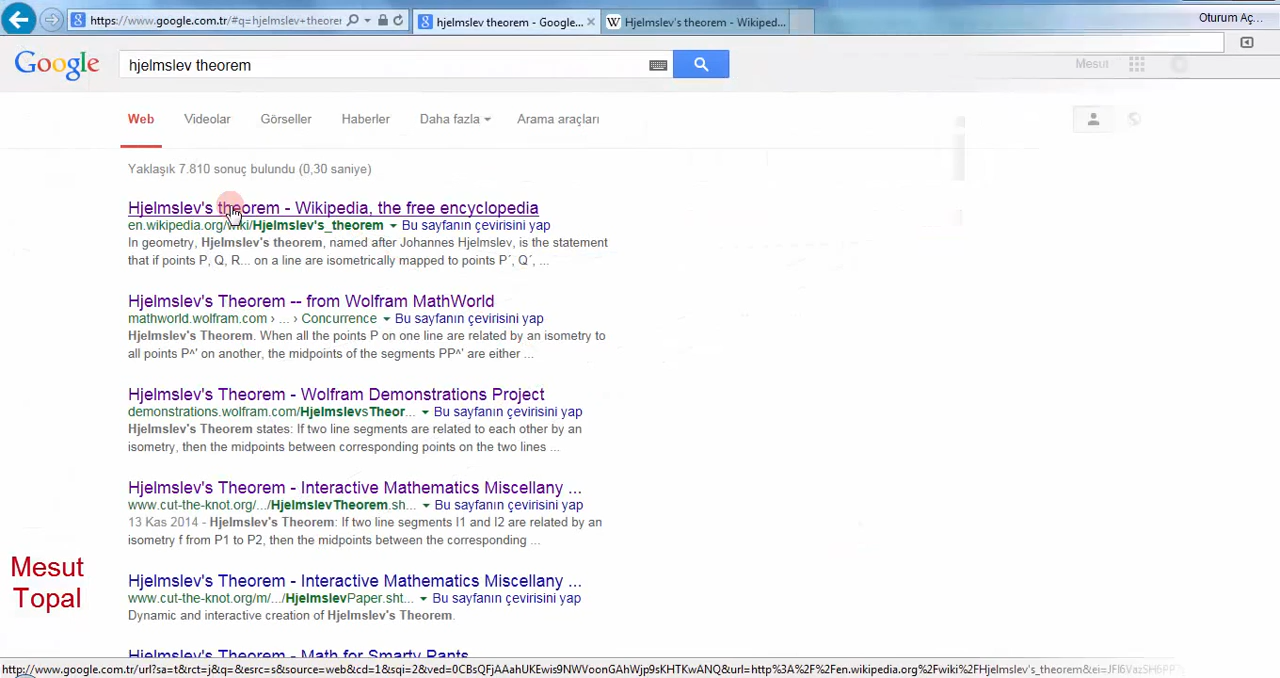 https://www.google.com.tr/#q=hjelmslev+theorer
hjelmslev theorem - Google...
Hjelmslev's theorem - Wikiped...
Oturum Aç...
Google
hjelmslev theorem
Mesut
Web Videolar Görseller Haberler Daha fazla Arama araçları
Yaklaşık 7.810 sonuç bulundu (0,30 saniye)
Hjelmslev's theorem - Wikipedia, the free encyclopedia
en.wikipedia.org/wiki/Hjelmslev's_theorem Bu sayfanın çevirisini yap
In geometry, Hjelmslev's theorem, named after Johannes Hjelmslev, is the statement
that if points P, Q, R... on a line are isometrically mapped to points P´, Q´, ...
Hjelmslev's Theorem -- from Wolfram MathWorld
mathworld.wolfram.com › ... › Concurrence Bu sayfanın çevirisini yap
Hjelmslev's Theorem. When all the points P on one line are related by an isometry to
all points P^' on another, the midpoints of the segments PP^' are either ...
Hjelmslev's Theorem - Wolfram Demonstrations Project
demonstrations.wolfram.com/HjelmslevsTheor... Bu sayfanın çevirisini yap
Hjelmslev's Theorem states: If two line segments are related to each other by an
isometry, then the midpoints between corresponding points on the two lines ...
Hjelmslev's Theorem - Interactive Mathematics Miscellany ...
www.cut-the-knot.org/.../HjelmslevTheorem.sh... Bu sayfanın çevirisini yap
13 Kas 2014 - Hjelmslev's Theorem: If two line segments l1 and l2 are related by an
isometry f from P1 to P2, then the midpoints between the corresponding ...
Hjelmslev's Theorem - Interactive Mathematics Miscellany ...
www.cut-the-knot.org/m/.../HjelmslevPaper.sht... Bu sayfanın çevirisini yap
Dynamic and interactive creation of Hjelmslev's Theorem.
Hjelmslev's Theorem - Math for Smarty Pants
Mesut
Topal